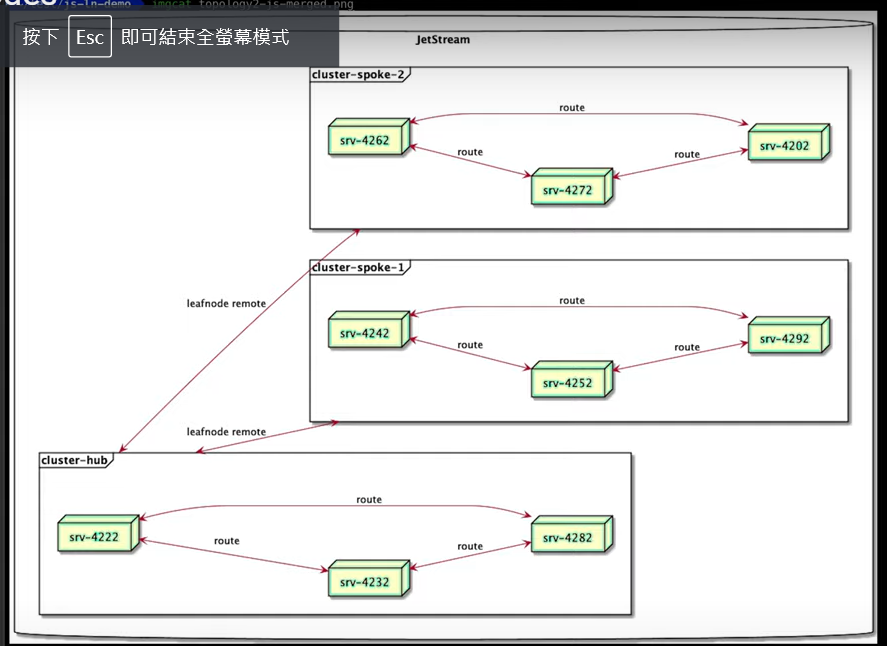 /js-ln-demo imgcat topology2-js-merged.png
按下 Esc 即可結束全螢幕模式
JetStream
cluster-spoke-2
route
srv-4262
srv-4202
route
route
srv-4272
cluster-spoke-1
leafnode remote
route
srv-4242
srv-4292
route
route
srv-4252
leafnode remote
cluster-hub
route
srv-4222
srv-4282
route
route
srv-4232